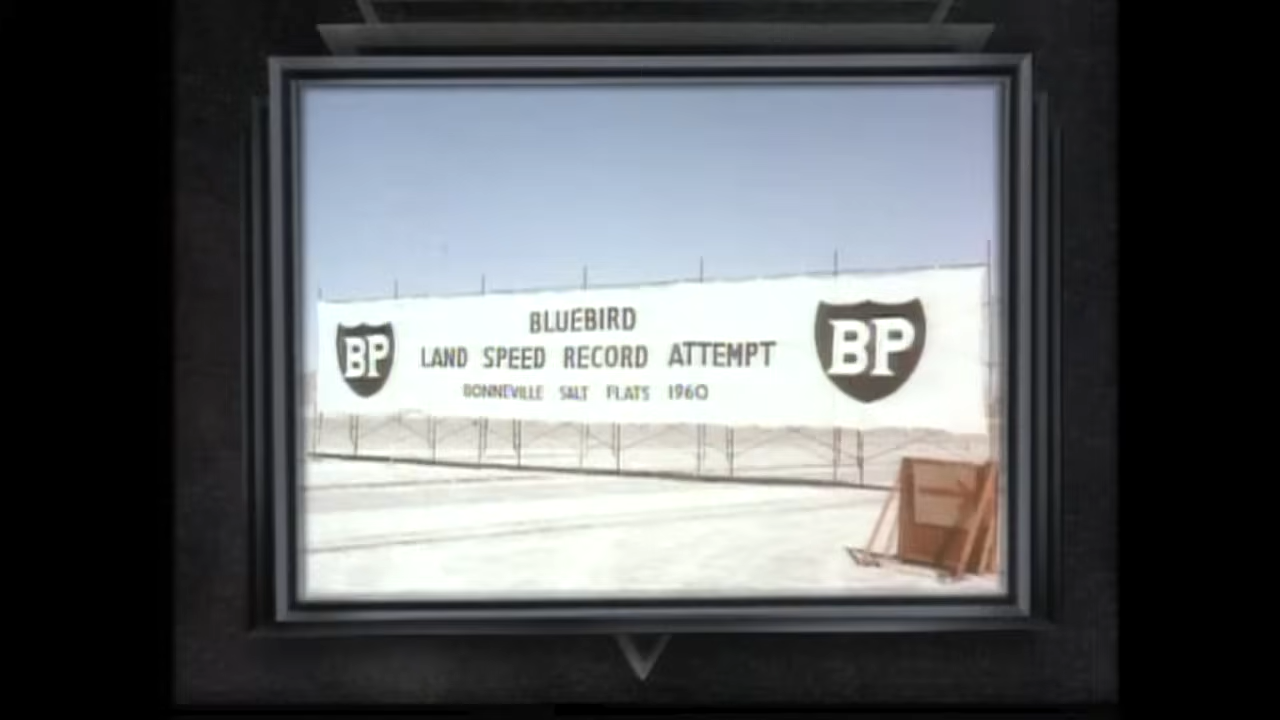 BLUEBIRD
BP LAND SPEED RECORD ATTEMPT BP
BONNEVILLE SALT FLATS 1960